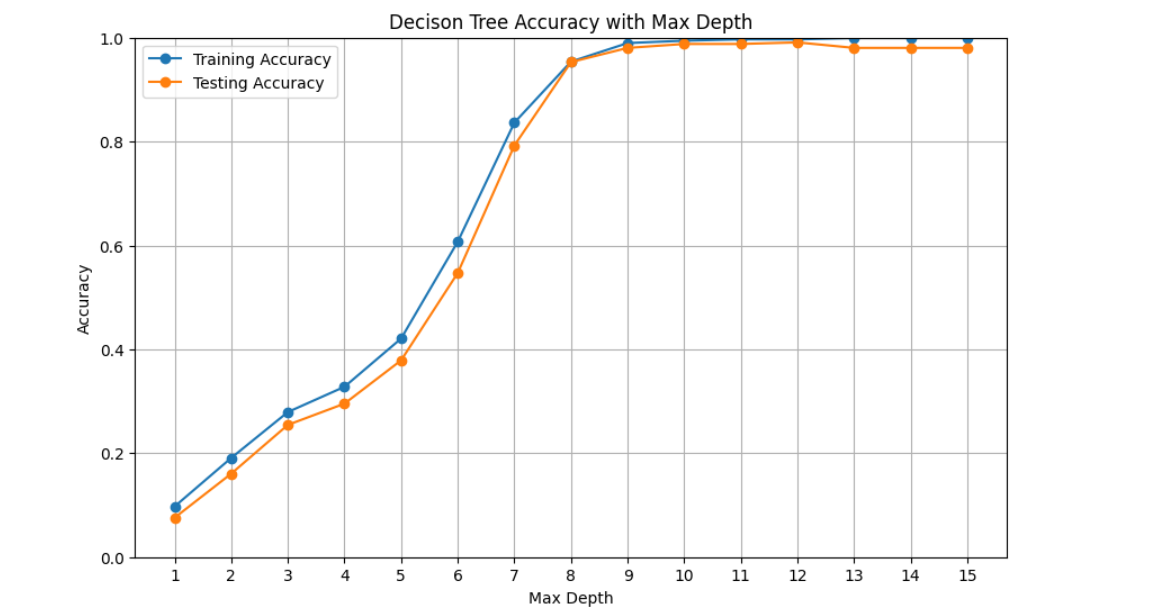 Decison Tree Accuracy with Max Depth
Training Accuracy
Testing Accuracy
1.0
0.8
0.6
0.4
0.2
0.0
Accuracy
1 2 3 4 5 6 7 8 9 10 11 12 13 14 15
Max Depth